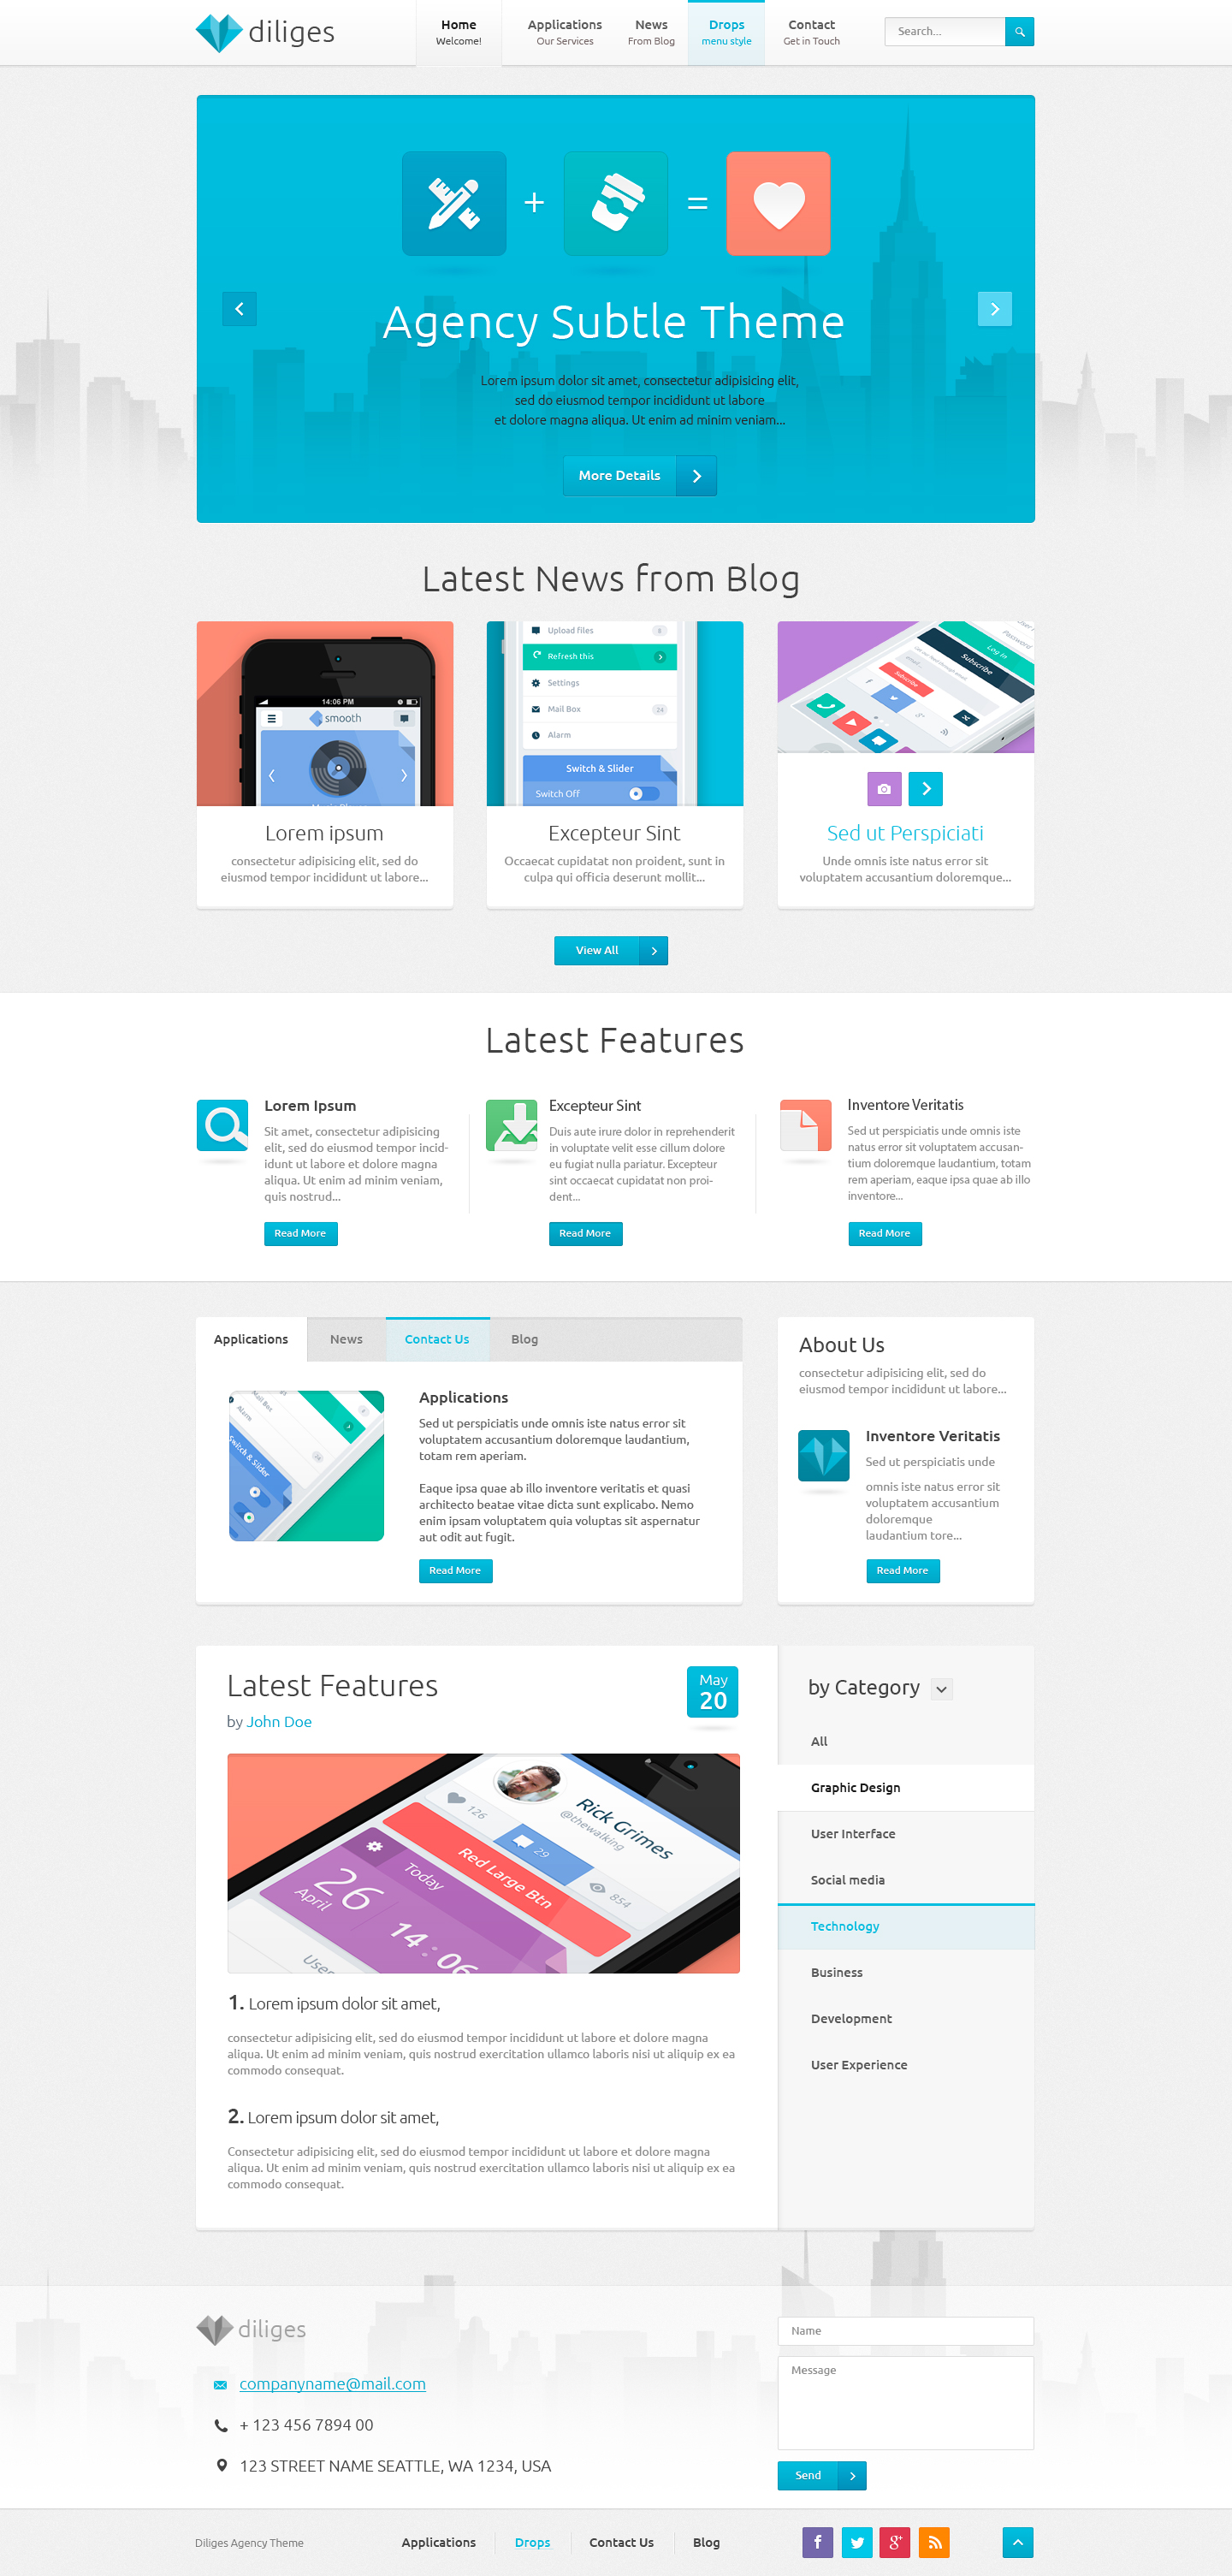 diliges
Home
Welcome!
Applications
Our Services
News
From Blog
Drops
menu style
Contact
Get in Touch
Search...
+ =
Agency Subtle Theme
Lorem ipsum dolor sit amet, consectetur adipisicing elit,
sed do eiusmod tempor incididunt ut labore
et dolore magna aliqua. Ut enim ad minim veniam...
More Details
Latest News from Blog
14:06 PM
smooth
Lorem ipsum
consectetur adipisicing elit, sed do
eiusmod tempor incididunt ut labore...
Upload files
8
Refresh this
Settings
Mail Box
24
Alarm
Switch & Slider
Switch Off
Excepteur Sint
Occaecat cupidatat non proident, sunt in
culpa qui officia deserunt mollit...
Password
Log in
Subscribe
Subscribe
Sed ut Perspiciati
Unde omnis iste natus error sit
voluptatem accusantium doloremque...
View All
Latest Features
Lorem Ipsum
Sit amet, consectetur adipisicing
elit, sed do eiusmod tempor incid-
idunt ut labore et dolore magna
aliqua. Ut enim ad minim veniam,
quis nostrud...
Read More
Excepteur Sint
Duis aute irure dolor in reprehenderit
in voluptate velit esse cillum dolore
eu fugiat nulla pariatur. Excepteur
sint occaecat cupidatat non proi-
dent...
Read More
Inventore Veritatis
Sed ut perspiciatis unde omnis iste
natus error sit voluptatem accusan-
tium doloremque laudantium, totam
rem aperiam, eaque ipsa quae ab illo
inventore...
Read More
Applications
News
Contact Us
Blog
Mail Box
Alarm
Switch & Slider
Applications
Sed ut perspiciatis unde omnis iste natus error sit
voluptatem accusantium doloremque laudantium,
totam rem aperiam.
Eaque ipsa quae ab illo inventore veritatis et quasi
architecto beatae vitae dicta sunt explicabo. Nemo
enim ipsam voluptatem quia voluptas sit aspernatur
aut odit aut fugit.
Read More
About Us
consectetur adipisicing elit, sed do
eiusmod tempor incididunt ut labore...
Inventore Veritatis
Sed ut perspiciatis unde
omnis iste natus error sit
voluptatem accusantium
doloremque
laudantium tore...
Read More
Latest Features
by John Doe
May
20
Rick Grimes
@thewalking
126
29
854
Red Large Btn
Today
26
April
14:06
User
1. Lorem ipsum dolor sit amet,
consectetur adipisicing elit, sed do eiusmod tempor incididunt ut labore et dolore magna
aliqua. Ut enim ad minim veniam, quis nostrud exercitation ullamco laboris nisi ut aliquip ex ea
commodo consequat.
2. Lorem ipsum dolor sit amet,
Consectetur adipisicing elit, sed do eiusmod tempor incididunt ut labore et dolore magna
aliqua. Ut enim ad minim veniam, quis nostrud exercitation ullamco laboris nisi ut aliquip ex ea
commodo consequat.
by Category
All
Graphic Design
User Interface
Social media
Technology
Business
Development
User Experience
diliges
companyname@mail.com
+ 123 456 7894 00
123 STREET NAME SEATTLE, WA 1234, USA
Name
Message
Send
Diliges Agency Theme
Applications
Drops
Contact Us
Blog